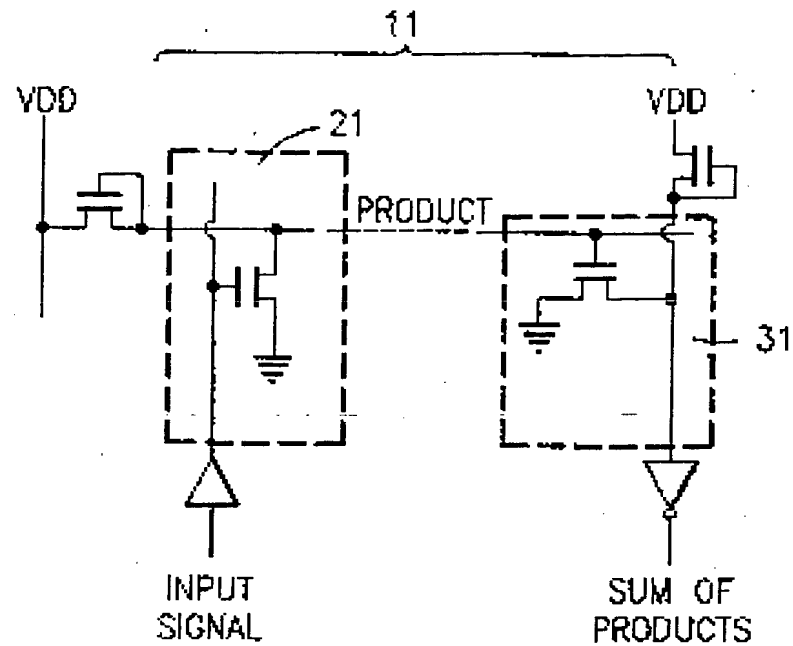 11
VDD
VDD
21
PRODUCT
31
INPUT
SIGNAL
SUM OF
PRODUCTS